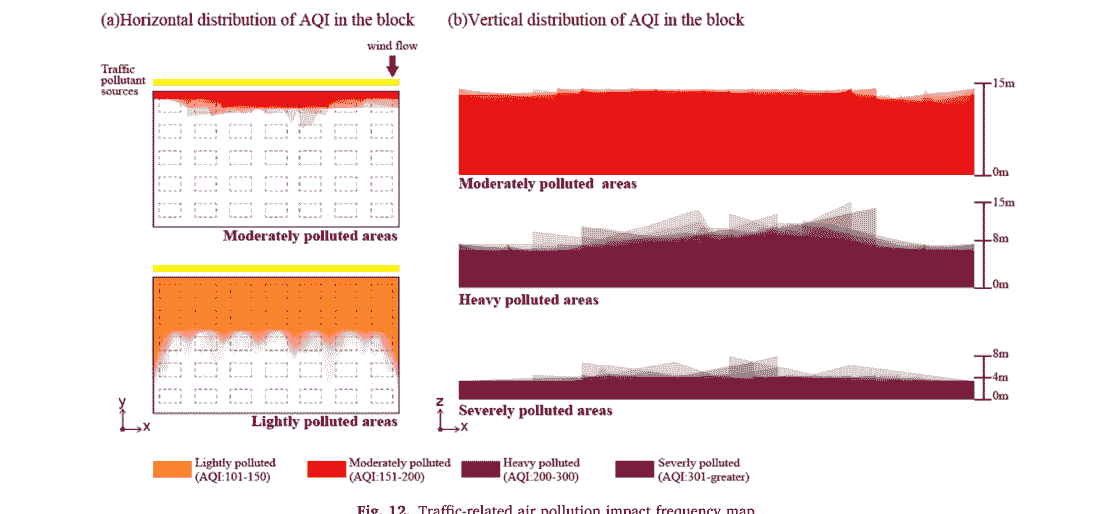 (a)Horizontal distribution of AQI in the block
(b)Vertical distribution of AQI in the block
wind flow
Traffic
pollutant
sources
Moderately polluted areas
Lightly polluted areas
y
x
15m
0m
Moderately polluted areas
15m
8m
0m
Heavy polluted areas
8m
4m
0m
Severely polluted areas
z
x
Lightly polluted
(AQI:101-150)
Moderately polluted
(AQI:151-200)
Heavy polluted
(AQI:200-300)
Severly polluted
(AQI:301-greater)
Fig. 12. Traffic-related air pollution impact frequency map